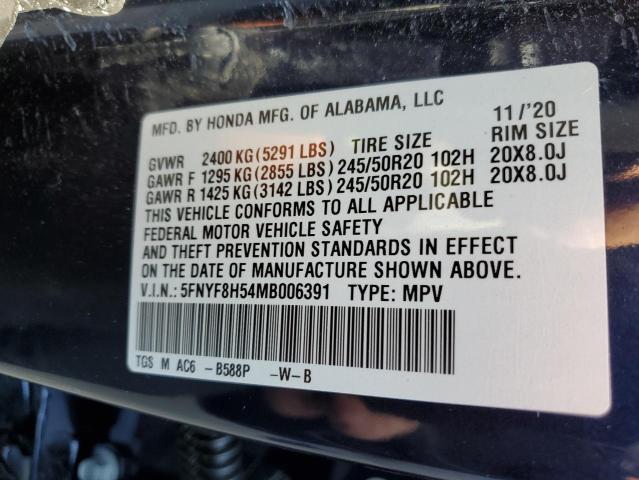 MFD. BY HONDA MFG. OF ALABAMA, LLC 11/'20
GVWR 2400 KG (5291 LBS) TIRE SIZE RIM SIZE
GAWR F 1295 KG (2855 LBS) 245/50R20 102H 20X8.0J
GAWR R 1425 KG (3142 LBS) 245/50R20 102H 20X8.0J
THIS VEHICLE CONFORMS TO ALL APPLICABLE
FEDERAL MOTOR VEHICLE SAFETY
AND THEFT PREVENTION STANDARDS IN EFFECT
ON THE DATE OF MANUFACTURE SHOWN ABOVE.
V.I.N.: 5FNYF8H54MB006391 TYPE: MPV
TGS M AC6 -B588P -W-B